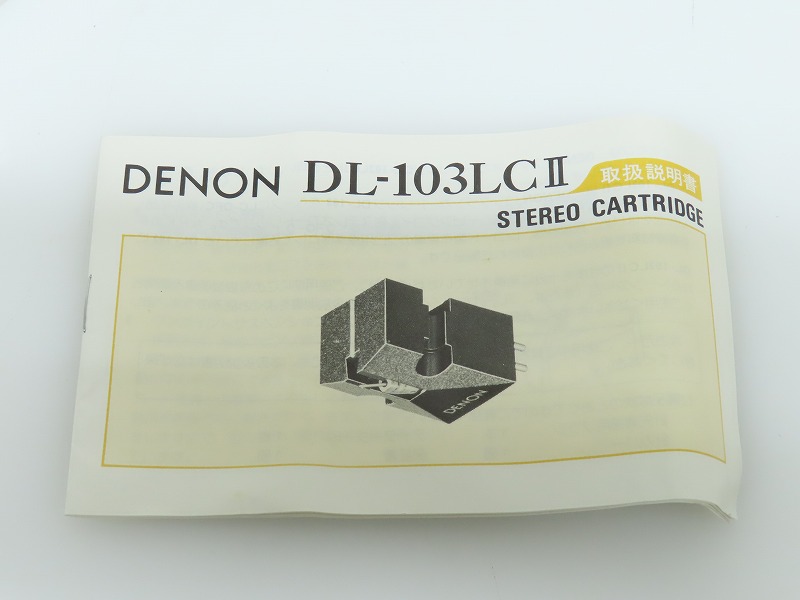 DENON DL-103LCII 取扱説明書
STEREO CARTRIDGE
DENON